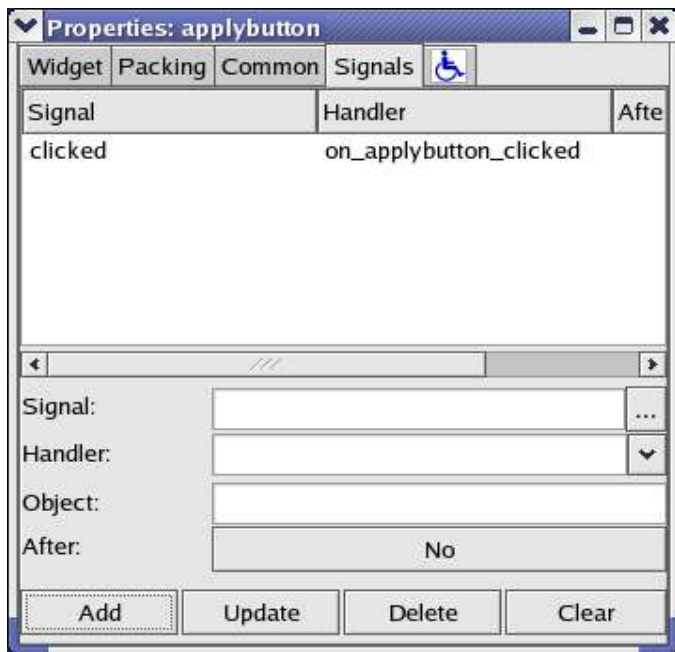 Properties: applybutton
Widget Packing Common Signals
Signal Handler Afte
clicked on_applybutton_clicked
Signal: ...
Handler:
Object:
After: No
Add Update Delete Clear